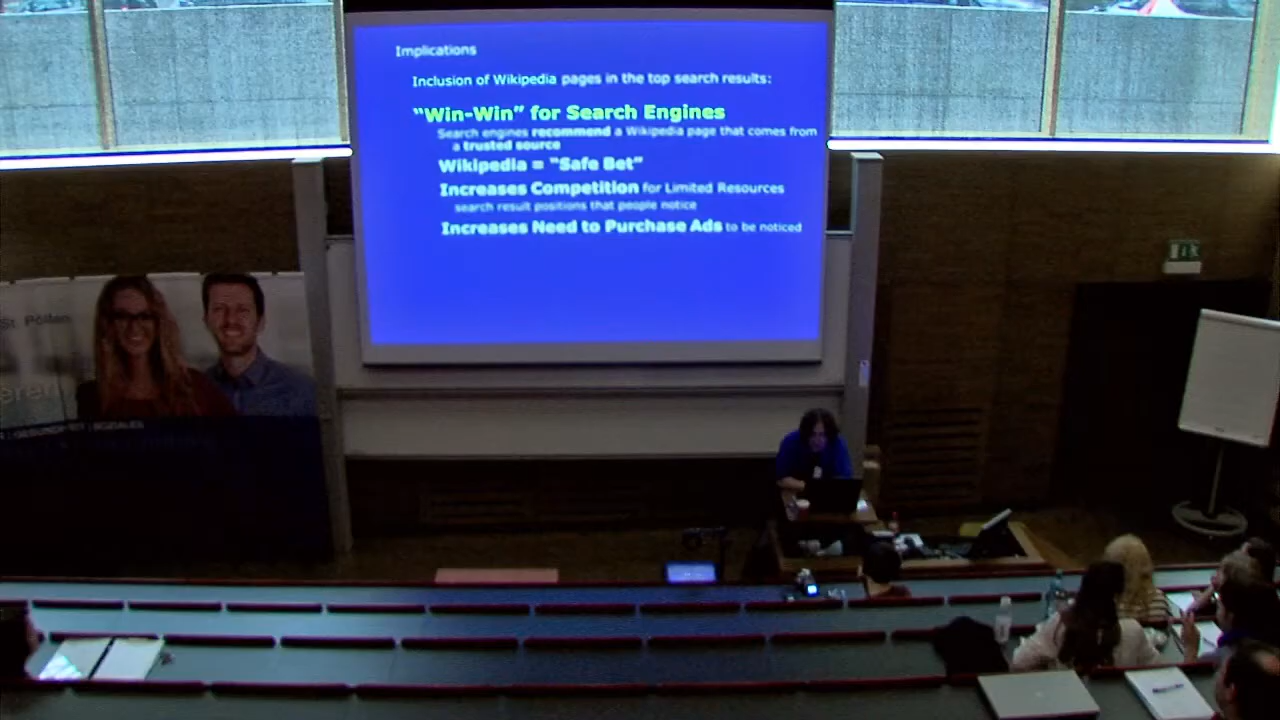 Implications
Inclusion of Wikipedia pages in the top search results:
“Win-Win” for Search Engines
Search engines recommend a Wikipedia page that comes from
a trusted source
Wikipedia = “Safe Bet”
Increases Competition for Limited Resources
search result positions that people notice
Increases Need to Purchase Ads to be noticed
St. Pölten